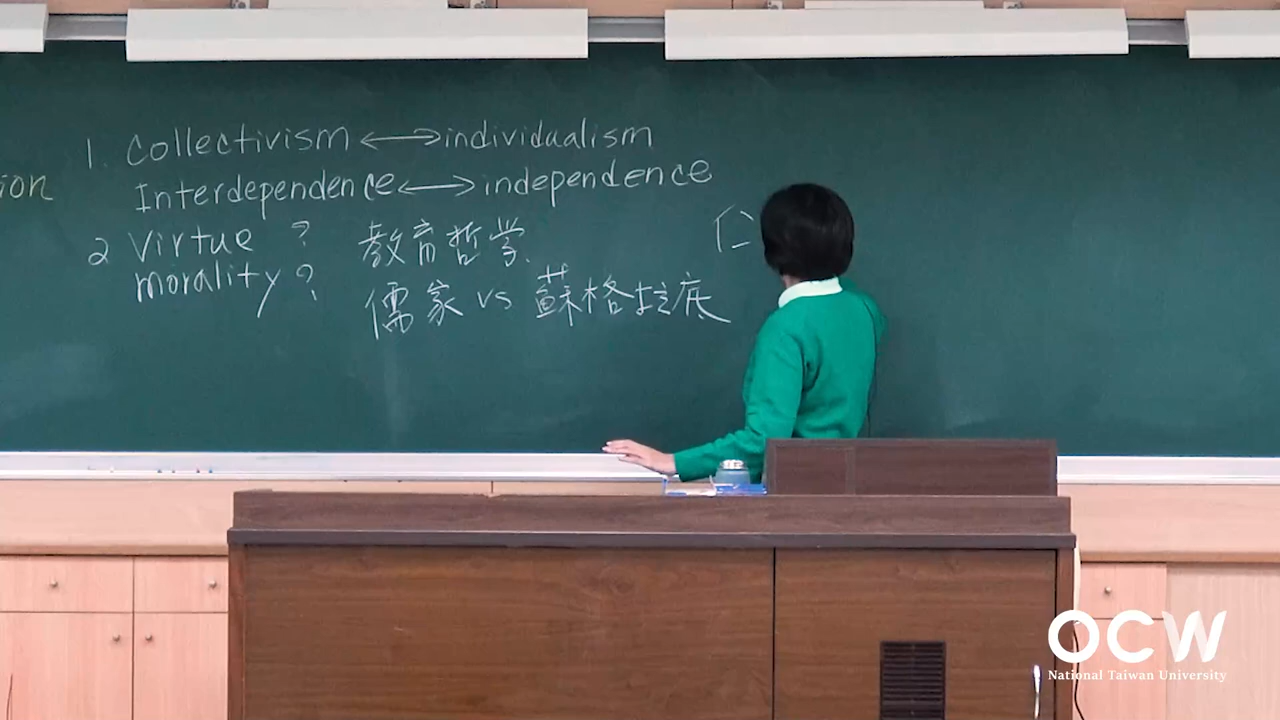 ion
1. Collectivism ⟷ individualism
Interdependence ⟷ independence
2 Virtue ? 教育哲学.
morality ?
儒家 vs 蘇格拉底
仁
OCW
National Taiwan University